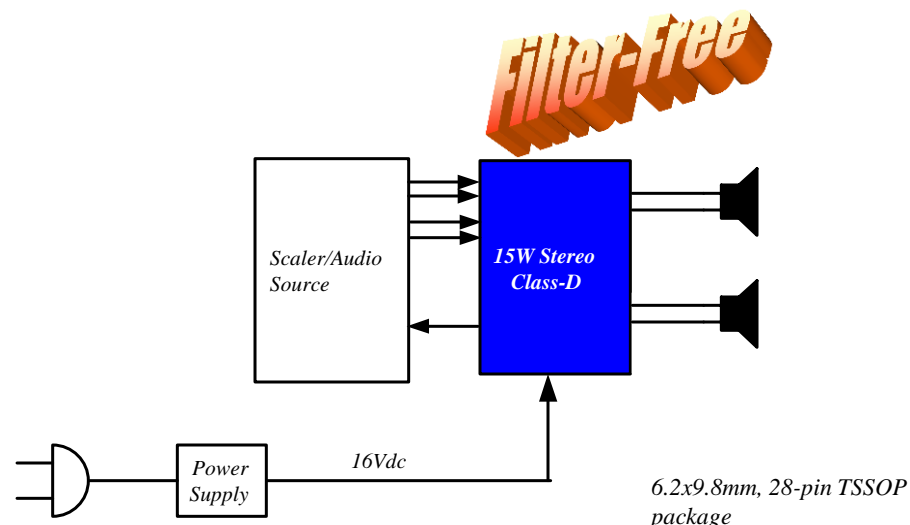 Filter-Free
Scaler/Audio
Source
15W Stereo
Class-D
Power
Supply
16Vdc
6.2x9.8mm, 28-pin TSSOP
package